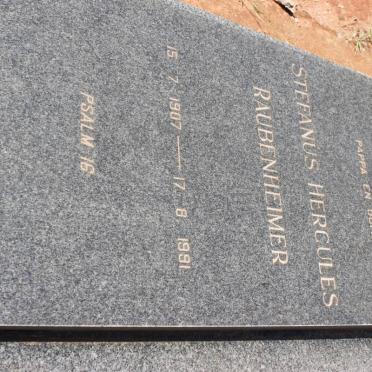 PAPPA EN
STEFANUS HERCULES
RAUBENHEIMER
15. 7. 1907 — 17. 8. 1981
PSALM 16